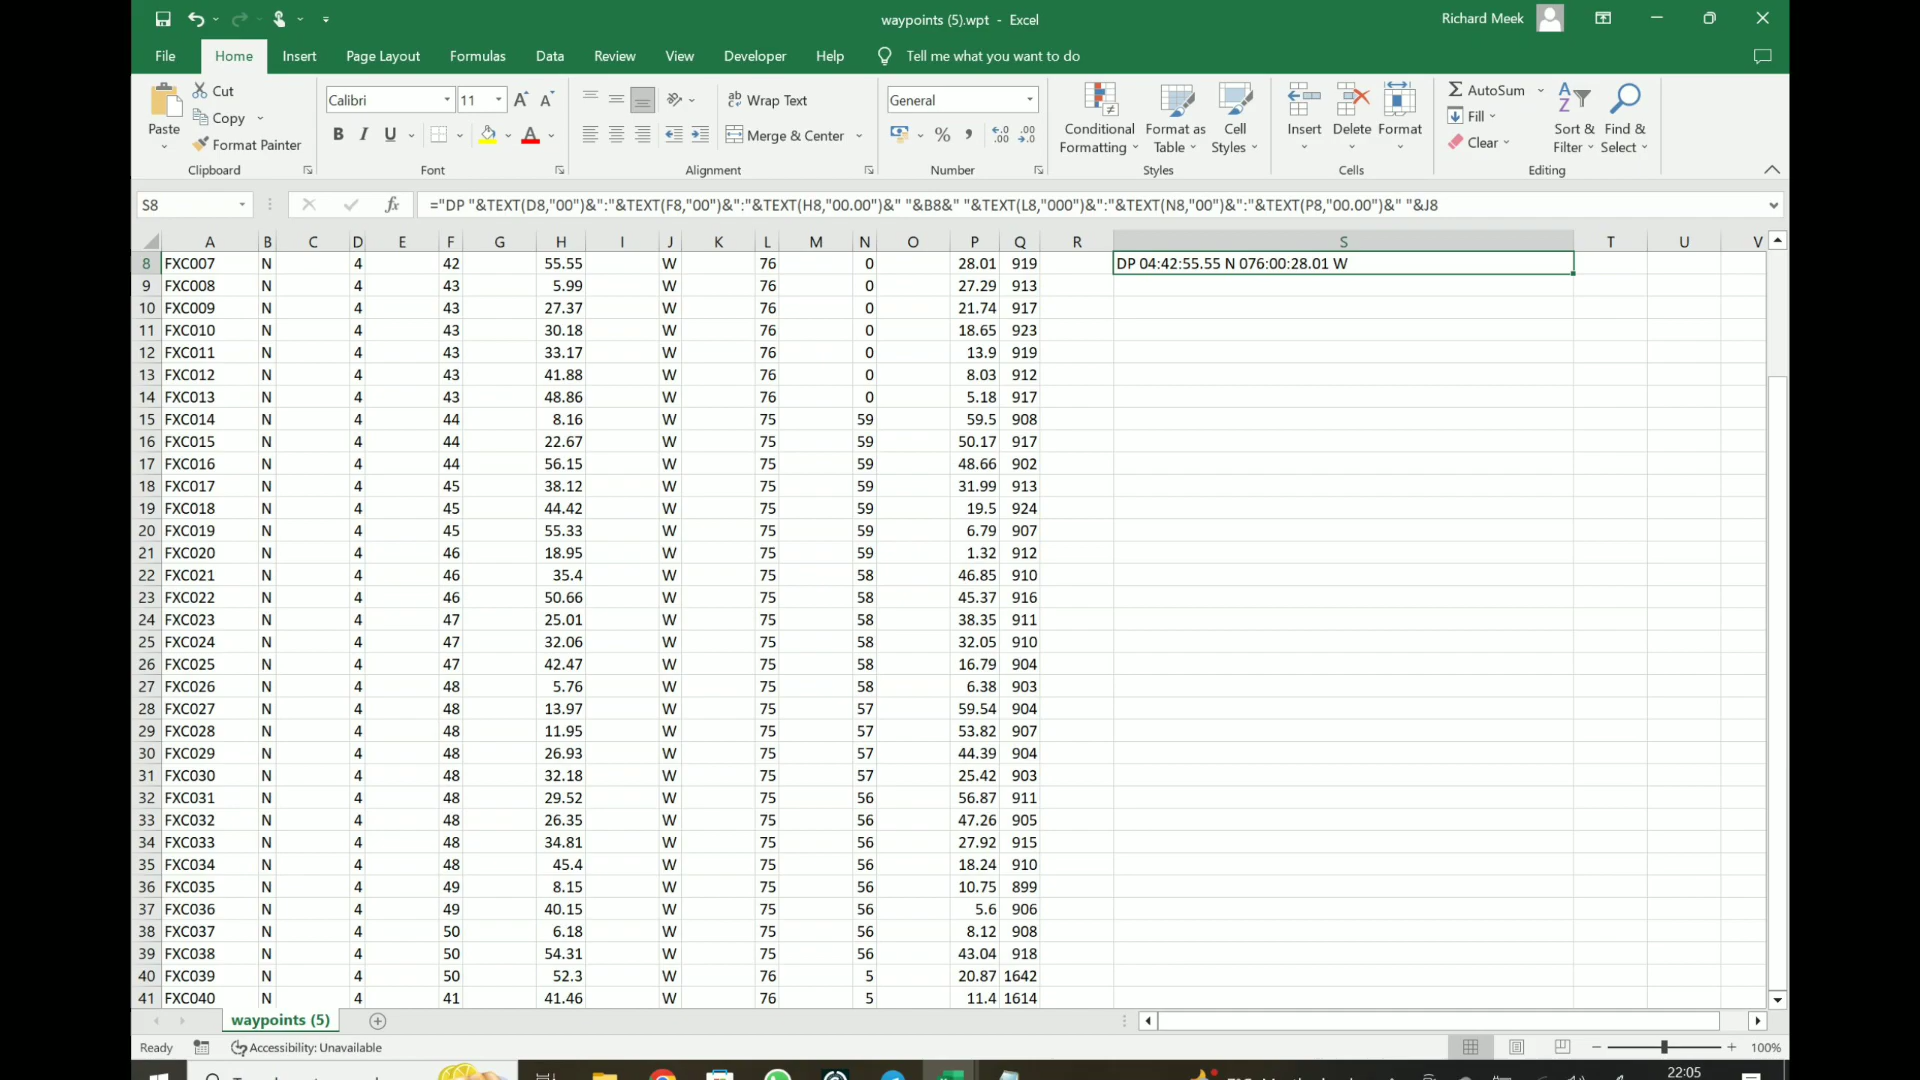 waypoints (5).wpt - Excel
Richard Meek
File Home Insert Page Layout Formulas Data Review View Developer Help Tell me what you want to do
Paste
Cut
Copy
Format Painter
Clipboard
Calibri 11
B I U
Font
Wrap Text
Merge & Center
Alignment
General
Number
Conditional Formatting
Format as Table
Cell Styles
Styles
Insert Delete Format
Cells
AutoSum
Fill
Clear
Sort & Filter
Find & Select
Editing
S8 fx ="DP "&TEXT(D8,"00")&":"&TEXT(F8,"00")&":"&TEXT(H8,"00.00")&" "&B8&" "&TEXT(L8,"000")&":"&TEXT(N8,"00")&":"&TEXT(P8,"00.00")&" "&J8
A B C D E F G H I J K L M N O P Q R S T U V
8 FXC007 N 4 42 55.55 W 76 0 28.01 919 DP 04:42:55.55 N 076:00:28.01 W
9 FXC008 N 4 43 5.99 W 76 0 27.29 913
10 FXC009 N 4 43 27.37 W 76 0 21.74 917
11 FXC010 N 4 43 30.18 W 76 0 18.65 923
12 FXC011 N 4 43 33.17 W 76 0 13.9 919
13 FXC012 N 4 43 41.88 W 76 0 8.03 912
14 FXC013 N 4 43 48.86 W 76 0 5.18 917
15 FXC014 N 4 44 8.16 W 75 59 59.5 908
16 FXC015 N 4 44 22.67 W 75 59 50.17 917
17 FXC016 N 4 44 56.15 W 75 59 48.66 902
18 FXC017 N 4 45 38.12 W 75 59 31.99 913
19 FXC018 N 4 45 44.42 W 75 59 19.5 924
20 FXC019 N 4 45 55.33 W 75 59 6.79 907
21 FXC020 N 4 46 18.95 W 75 59 1.32 912
22 FXC021 N 4 46 35.4 W 75 58 46.85 910
23 FXC022 N 4 46 50.66 W 75 58 45.37 916
24 FXC023 N 4 47 25.01 W 75 58 38.35 911
25 FXC024 N 4 47 32.06 W 75 58 32.05 910
26 FXC025 N 4 47 42.47 W 75 58 16.79 904
27 FXC026 N 4 48 5.76 W 75 58 6.38 903
28 FXC027 N 4 48 13.97 W 75 57 59.54 904
29 FXC028 N 4 48 11.95 W 75 57 53.82 907
30 FXC029 N 4 48 26.93 W 75 57 44.39 904
31 FXC030 N 4 48 32.18 W 75 57 25.42 903
32 FXC031 N 4 48 29.52 W 75 56 56.87 911
33 FXC032 N 4 48 26.35 W 75 56 47.26 905
34 FXC033 N 4 48 34.81 W 75 56 27.92 915
35 FXC034 N 4 48 45.4 W 75 56 18.24 910
36 FXC035 N 4 49 8.15 W 75 56 10.75 899
37 FXC036 N 4 49 40.15 W 75 56 5.6 906
38 FXC037 N 4 50 6.18 W 75 56 8.12 908
39 FXC038 N 4 50 54.31 W 75 56 43.04 918
40 FXC039 N 4 50 52.3 W 76 5 20.87 1642
41 FXC040 N 4 41 41.46 W 76 5 11.4 1614
waypoints (5)
Ready Accessibility: Unavailable 100%
22:05